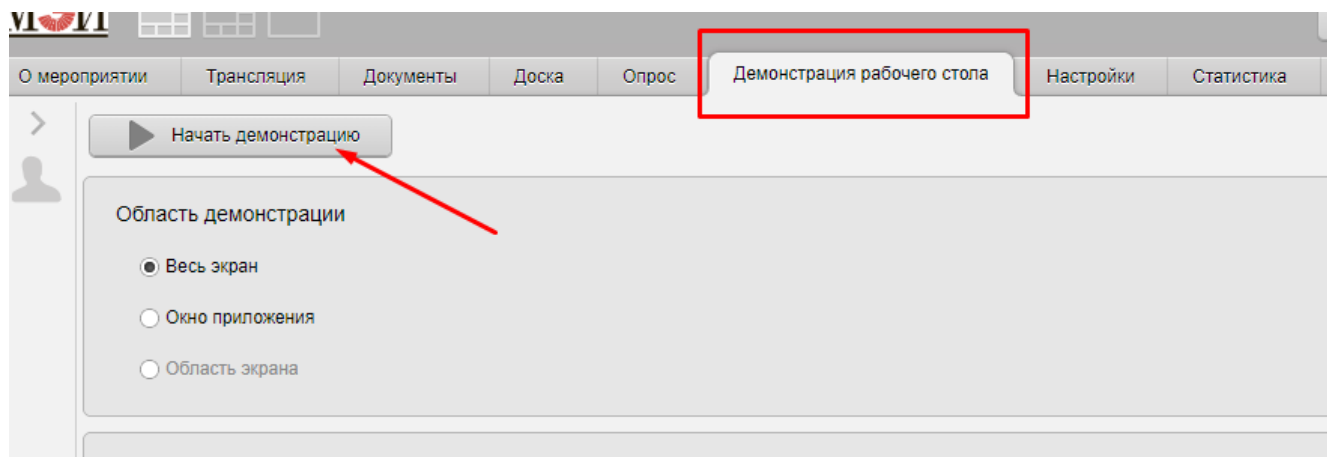 МЭИ
О мероприятии Трансляция Документы Доска Опрос Демонстрация рабочего стола Настройки Статистика
Начать демонстрацию
Область демонстрации
Весь экран
Окно приложения
Область экрана